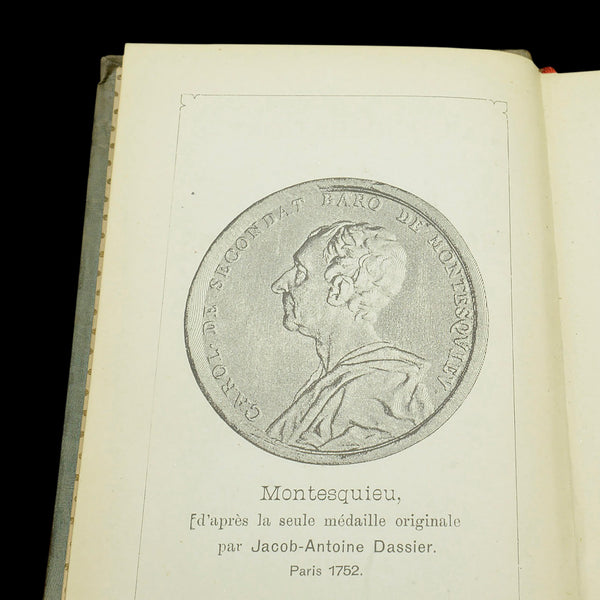 CAROL. DE SECONDAT BARO DE MONTESQVIEV
Montesquieu,
[d'après la seule médaille originale
par Jacob-Antoine Dassier.
Paris 1752.